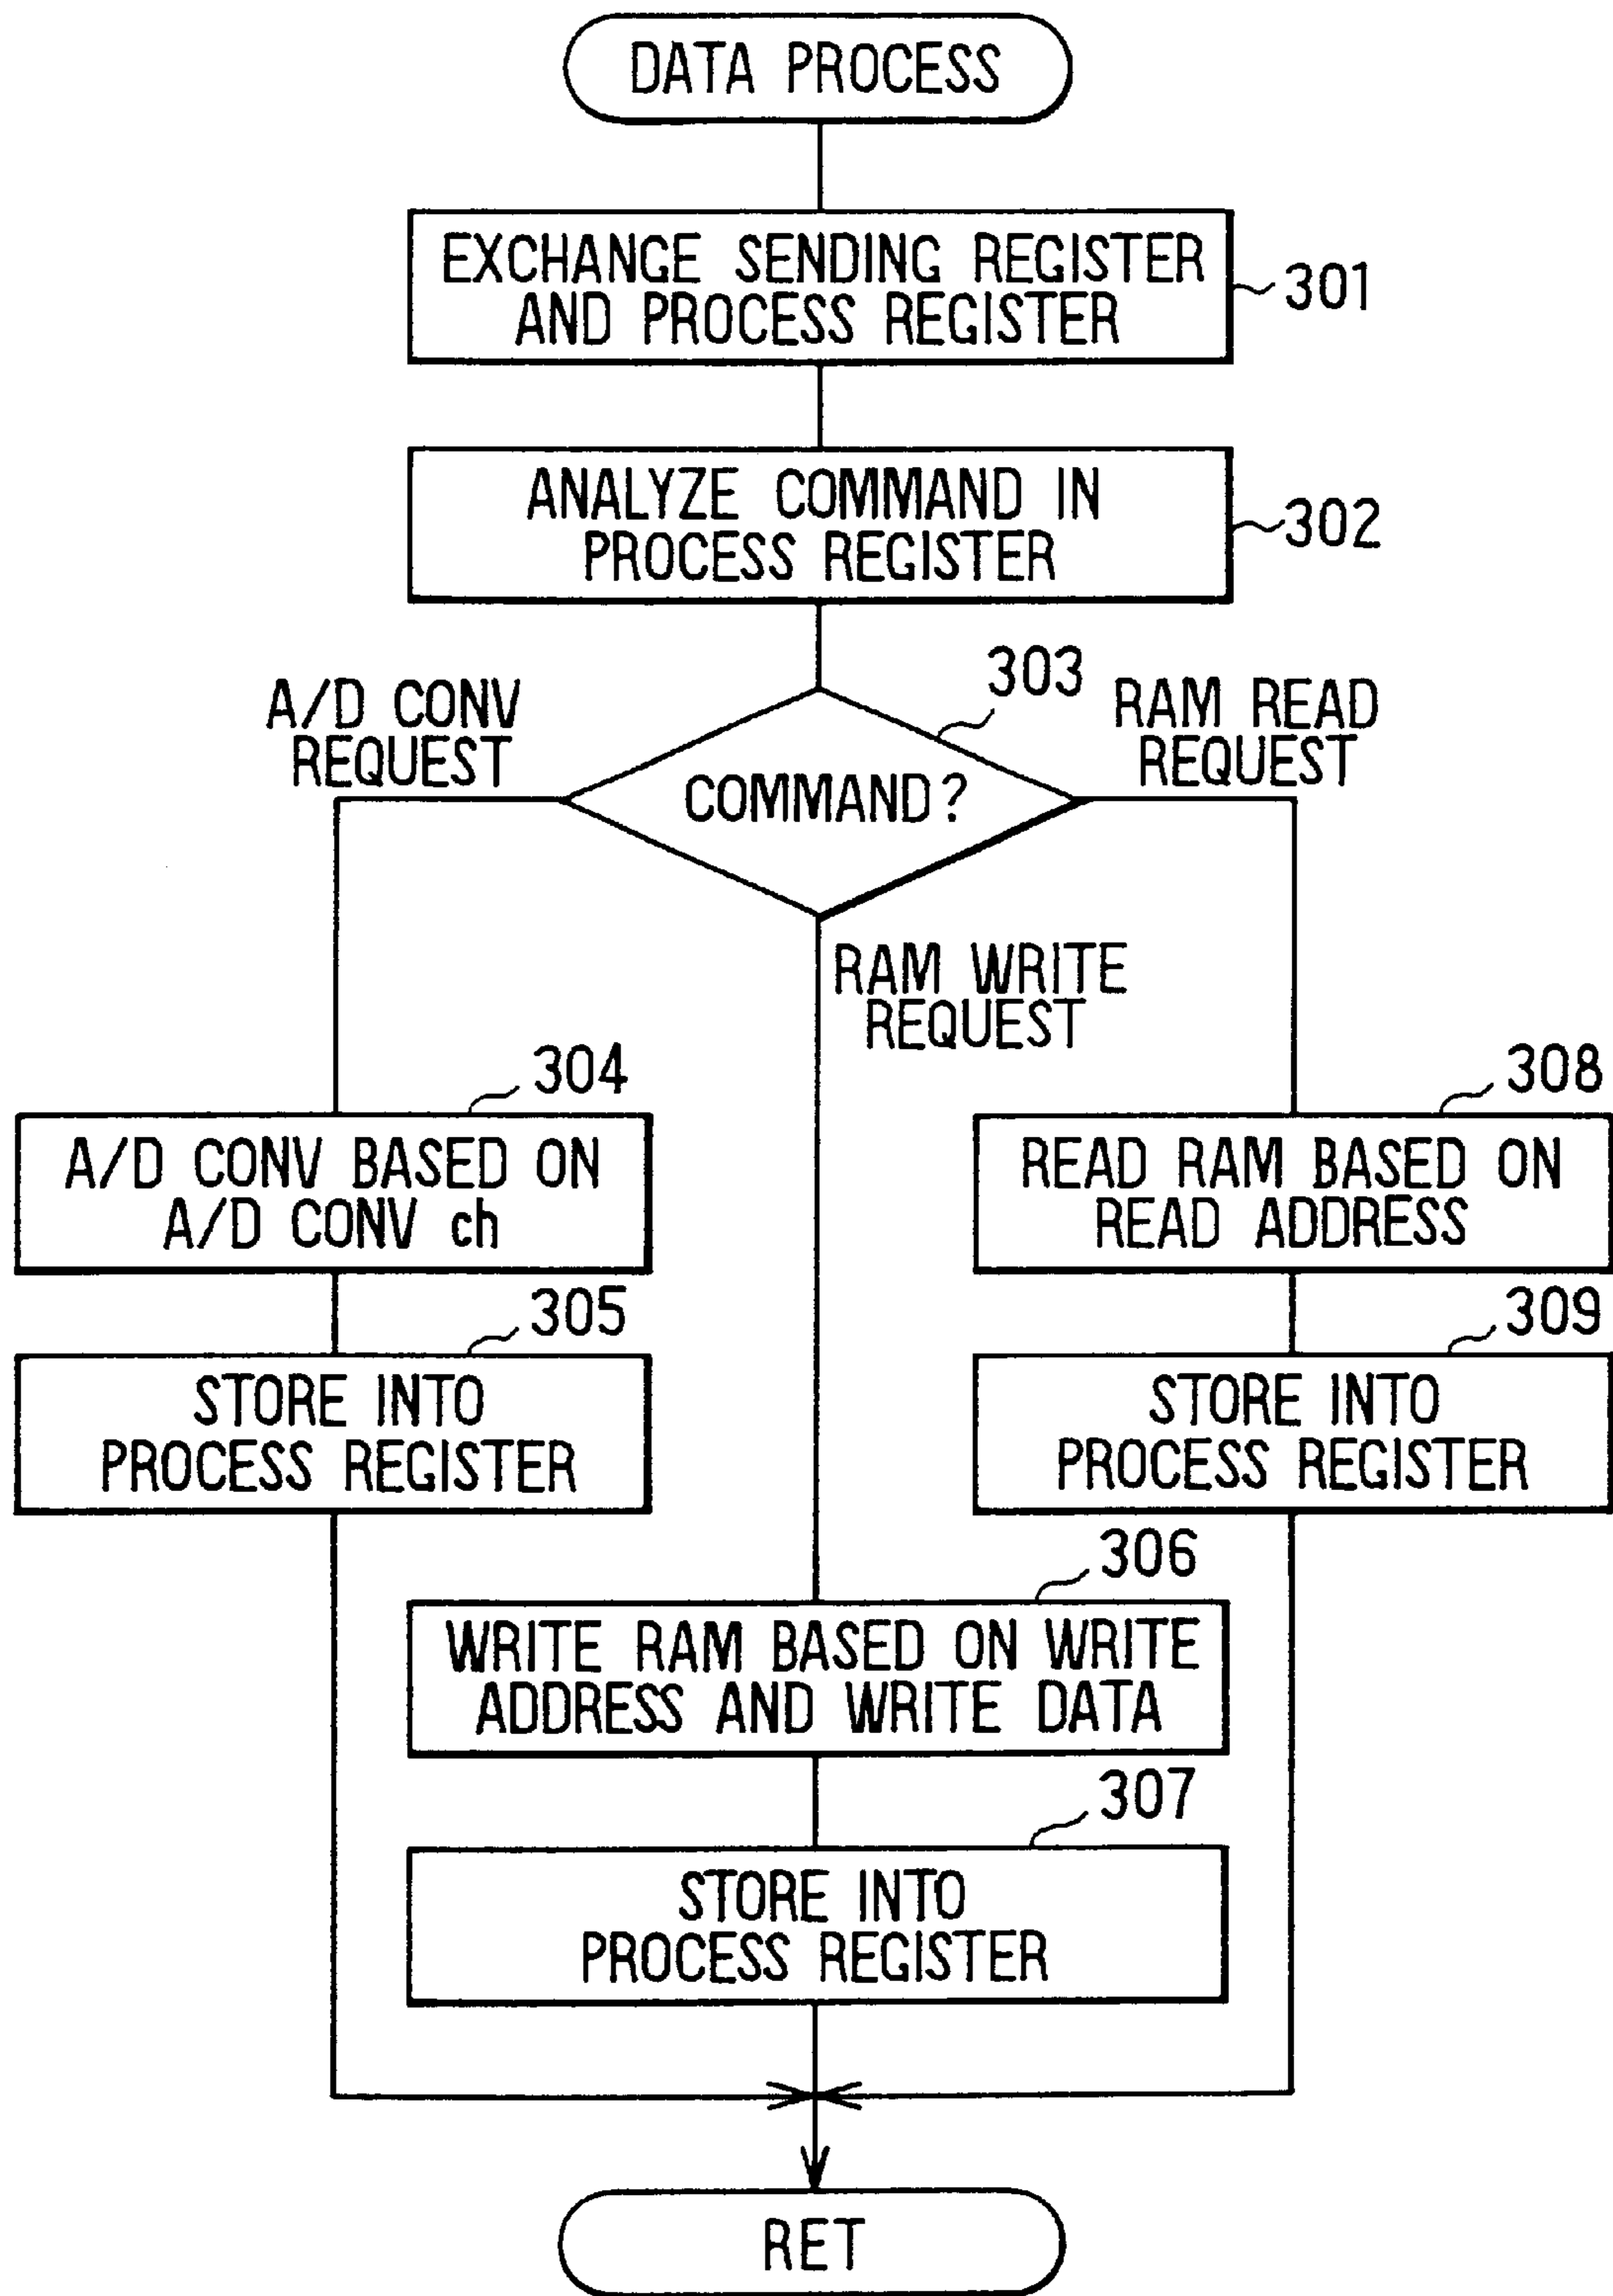 DATA PROCESS
EXCHANGE SENDING REGISTER
AND PROCESS REGISTER
301
ANALYZE COMMAND IN
PROCESS REGISTER
302
303
A/D CONV
REQUEST
COMMAND?
RAM READ
REQUEST
RAM WRITE
REQUEST
304
A/D CONV BASED ON
A/D CONV ch
305
STORE INTO
PROCESS REGISTER
308
READ RAM BASED ON
READ ADDRESS
309
STORE INTO
PROCESS REGISTER
306
WRITE RAM BASED ON WRITE
ADDRESS AND WRITE DATA
307
STORE INTO
PROCESS REGISTER
RET